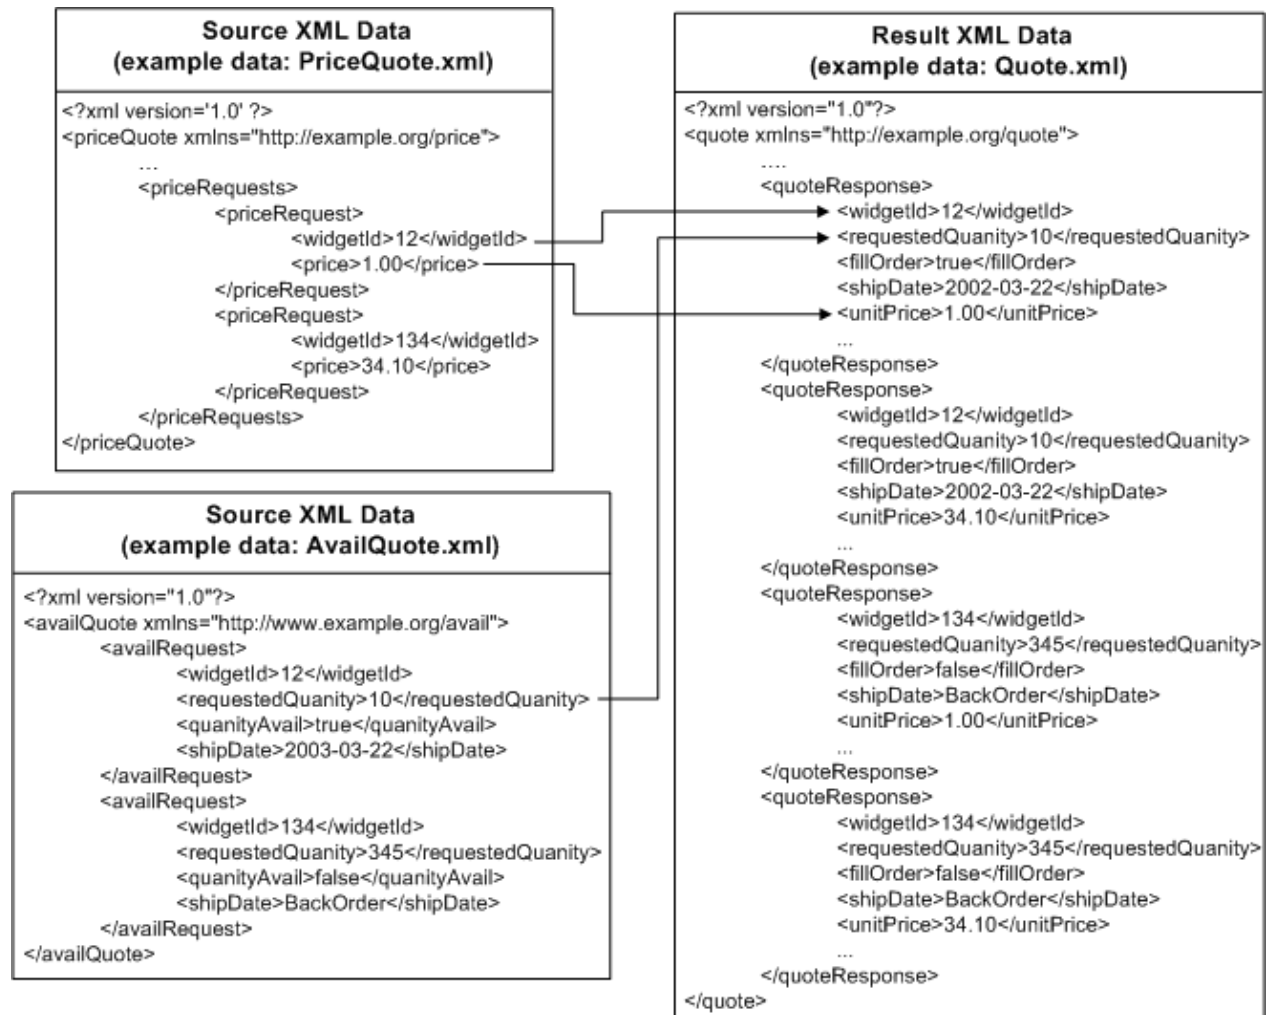 Source XML Data
(example data: PriceQuote.xml)
<?xml version='1.0' ?>
<priceQuote xmlns="http://example.org/price">
...
<priceRequests>
<priceRequest>
<widgetId>12</widgetId>
<price>1.00</price>
</priceRequest>
<priceRequest>
<widgetId>134</widgetId>
<price>34.10</price>
</priceRequest>
</priceRequests>
</priceQuote>
Source XML Data
(example data: AvailQuote.xml)
<?xml version="1.0"?>
<availQuote xmlns="http://www.example.org/avail">
<availRequest>
<widgetId>12</widgetId>
<requestedQuanity>10</requestedQuanity>
<quanityAvail>true</quanityAvail>
<shipDate>2003-03-22</shipDate>
</availRequest>
<availRequest>
<widgetId>134</widgetId>
<requestedQuanity>345</requestedQuanity>
<quanityAvail>false</quanityAvail>
<shipDate>BackOrder</shipDate>
</availRequest>
</availQuote>
Result XML Data
(example data: Quote.xml)
<?xml version="1.0"?>
<quote xmlns="http://example.org/quote">
....
<quoteResponse>
<widgetId>12</widgetId>
<requestedQuanity>10</requestedQuanity>
<fillOrder>true</fillOrder>
<shipDate>2002-03-22</shipDate>
<unitPrice>1.00</unitPrice>
...
</quoteResponse>
<quoteResponse>
<widgetId>12</widgetId>
<requestedQuanity>10</requestedQuanity>
<fillOrder>true</fillOrder>
<shipDate>2002-03-22</shipDate>
<unitPrice>34.10</unitPrice>
...
</quoteResponse>
<quoteResponse>
<widgetId>134</widgetId>
<requestedQuanity>345</requestedQuanity>
<fillOrder>false</fillOrder>
<shipDate>BackOrder</shipDate>
<unitPrice>1.00</unitPrice>
...
</quoteResponse>
<quoteResponse>
<widgetId>134</widgetId>
<requestedQuanity>345</requestedQuanity>
<fillOrder>false</fillOrder>
<shipDate>BackOrder</shipDate>
<unitPrice>34.10</unitPrice>
...
</quoteResponse>
</quote>